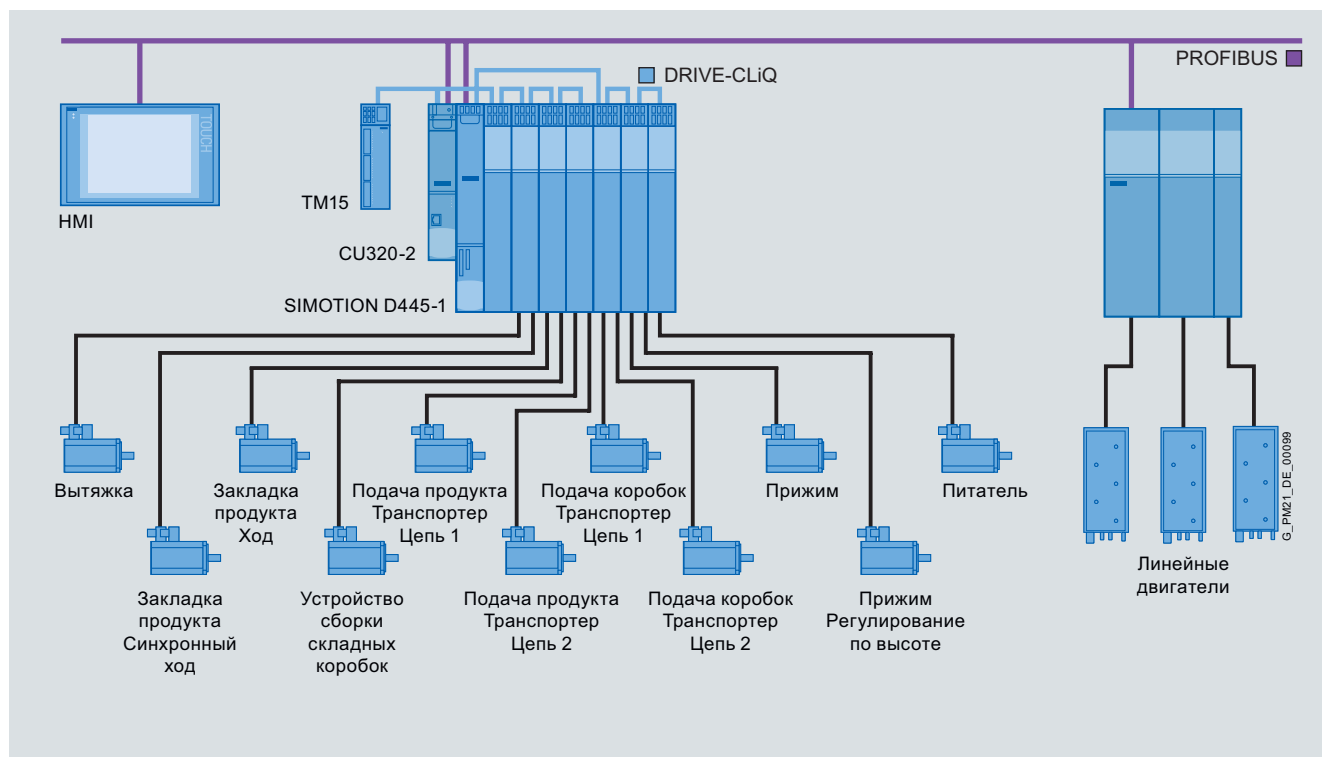 PROFIBUS
DRIVE-CLiQ
TOUCH
HMI
TM15
CU320-2
SIMOTION D445-1
Вытяжка
Закладка
продукта
Ход
Подача продукта
Транспортер
Цепь 1
Подача коробок
Транспортер
Цепь 1
Прижим
Питатель
Закладка
продукта
Синхронный
ход
Устройство
сборки
складных
коробок
Подача продукта
Транспортер
Цепь 2
Подача коробок
Транспортер
Цепь 2
Прижим
Регулирование
по высоте
Линейные
двигатели
G_PM21_DE_00099